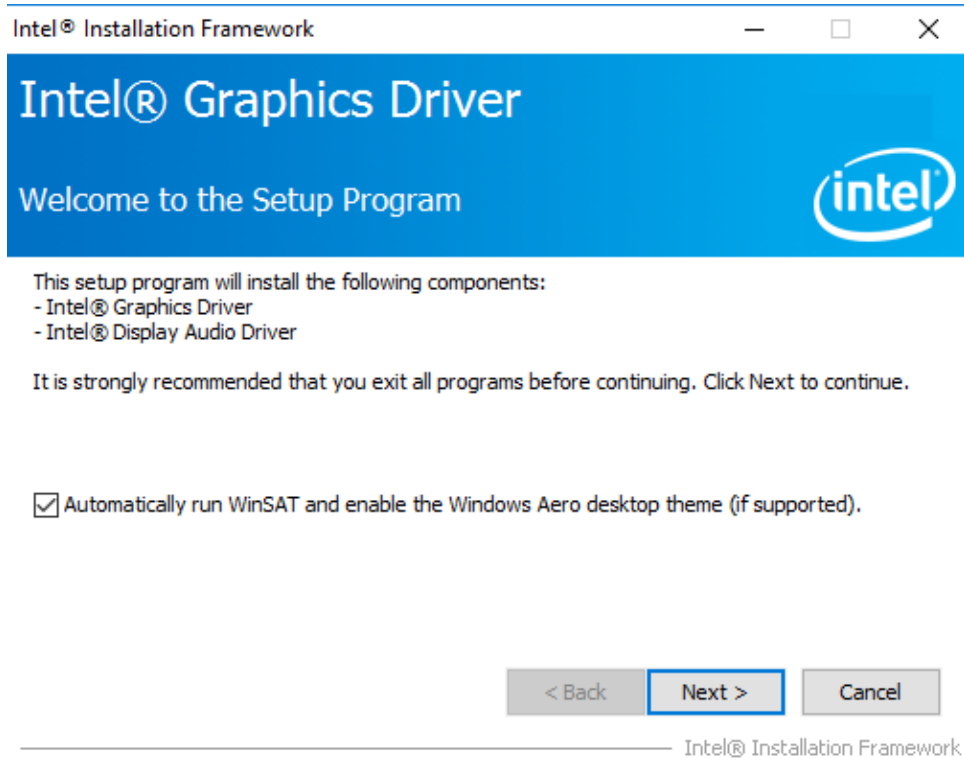 Intel® Installation Framework
Intel® Graphics Driver
Welcome to the Setup Program
intel
This setup program will install the following components:
- Intel® Graphics Driver
- Intel® Display Audio Driver
It is strongly recommended that you exit all programs before continuing. Click Next to continue.
Automatically run WinSAT and enable the Windows Aero desktop theme (if supported).
< Back Next > Cancel
Intel® Installation Framework